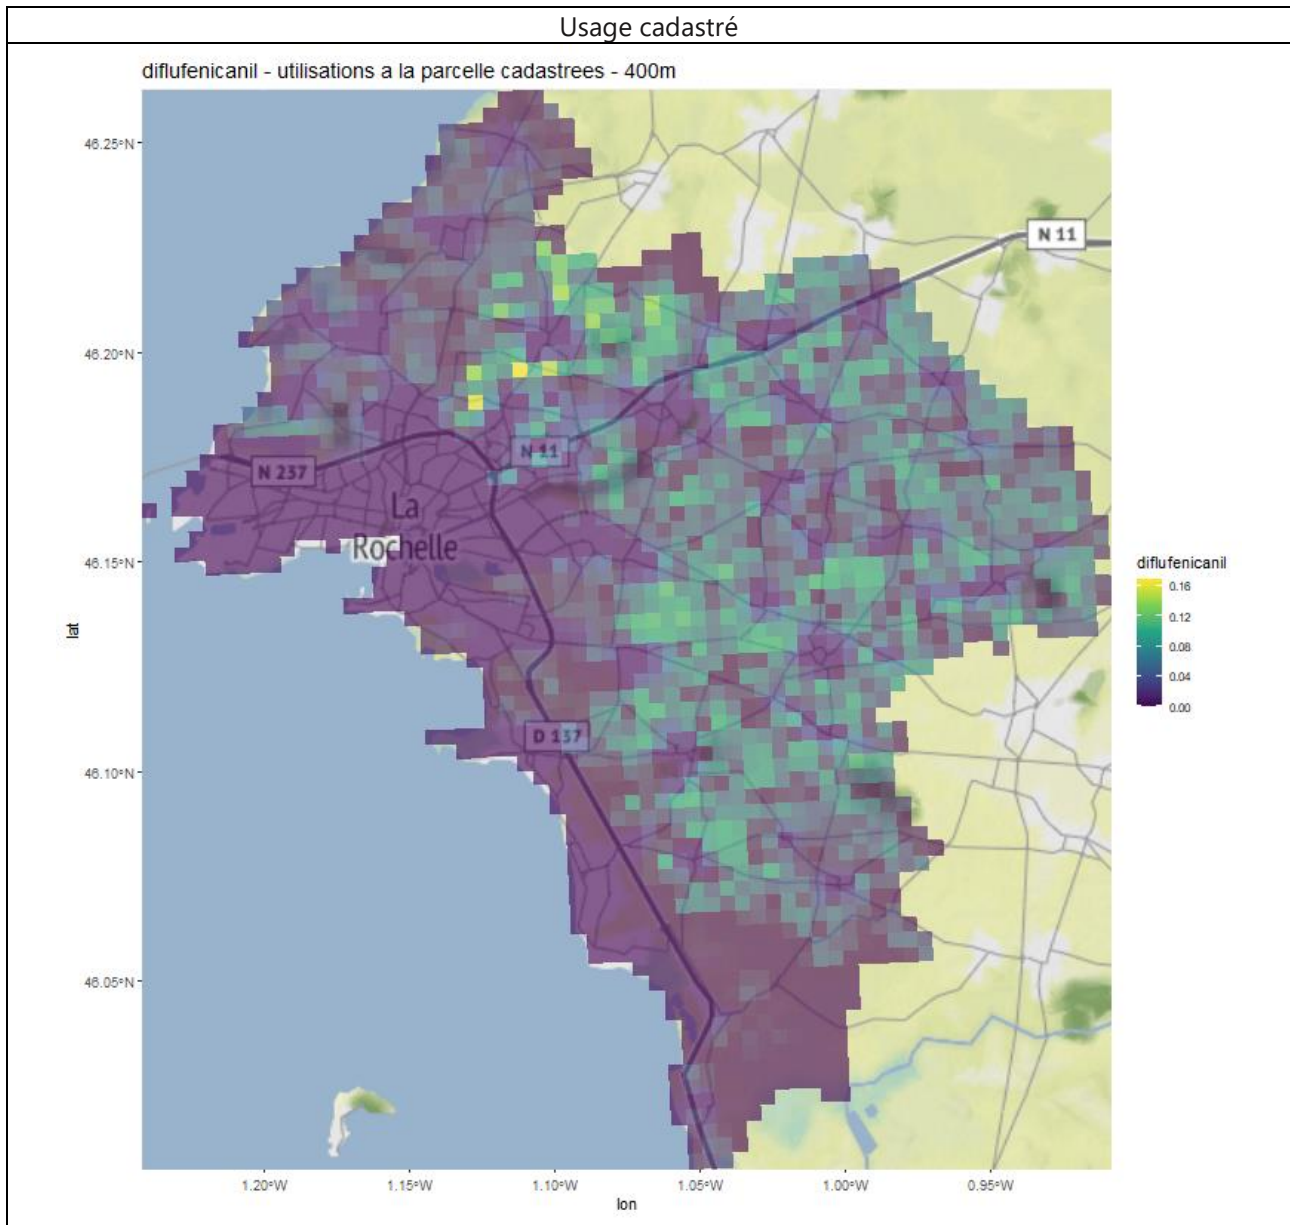 Usage cadastré
diflufenicanil - utilisations a la parcelle cadastrees - 400m
46.25°N
46.20°N
46.15°N
46.10°N
46.05°N
lat
N 11
N 11
N 237
La
Rochelle
D 137
diflufenicanil
0.16
0.12
0.08
0.04
0.00
1.20°W
1.15°W
1.10°W
1.05°W
1.00°W
0.95°W
lon